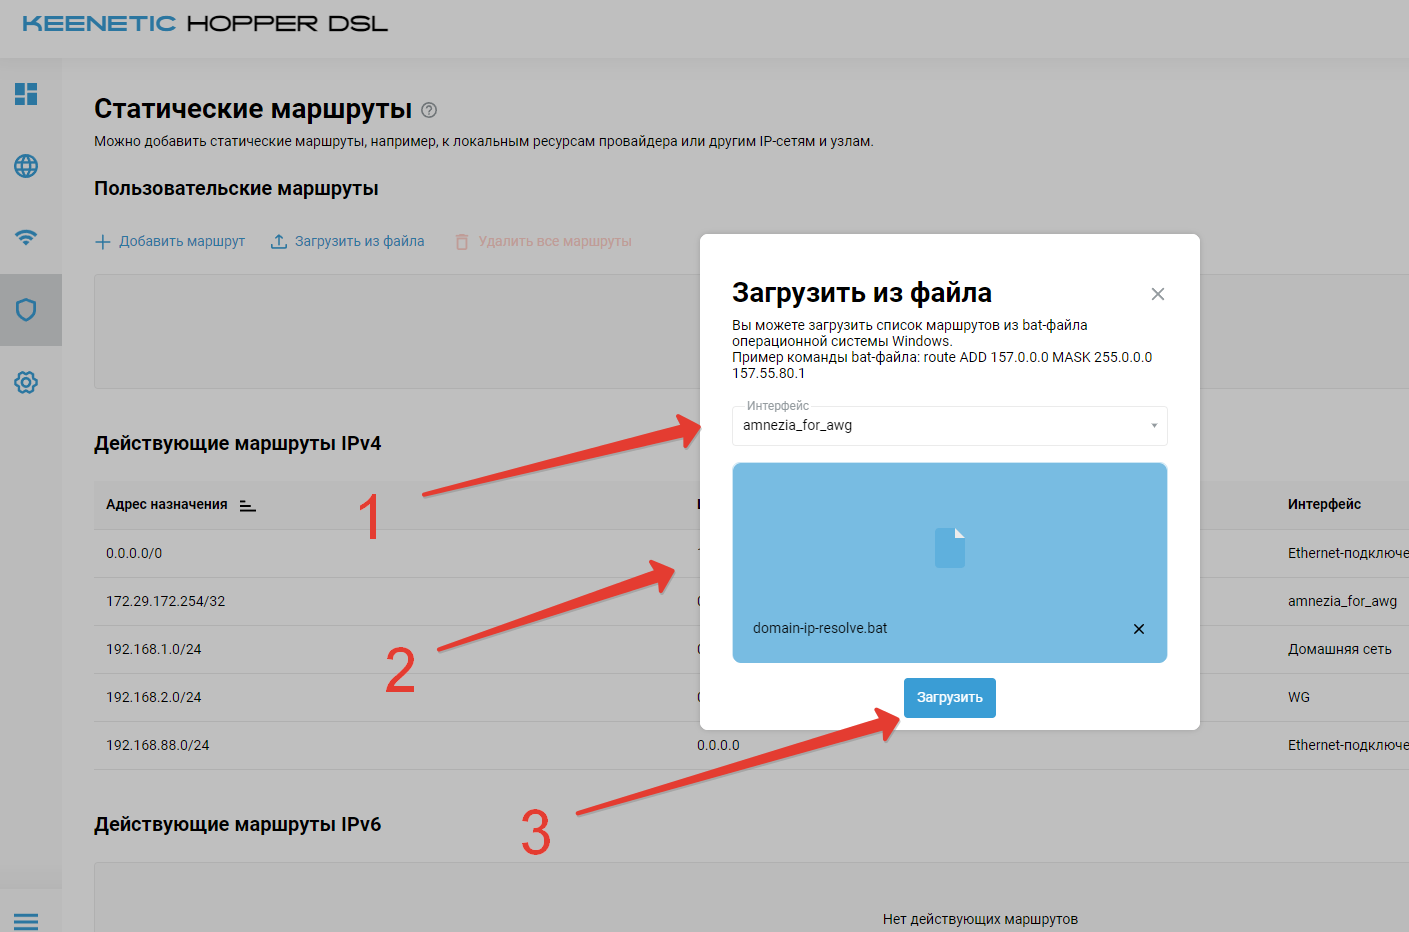 KEENETIC HOPPER DSL
Статические маршруты ?
Можно добавить статические маршруты, например, к локальным ресурсам провайдера или другим IP-сетям и узлам.
Пользовательские маршруты
Добавить маршрут Загрузить из файла Удалить все маршруты
Загрузить из файла
Вы можете загрузить список маршрутов из bat-файла
операционной системы Windows.
Пример команды bat-файла: route ADD 157.0.0.0 MASK 255.0.0.0
157.55.80.1
Интерфейс
amnezia_for_awg
domain-ip-resolve.bat
Загрузить
1
2
3
Действующие маршруты IPv4
Адрес назначения Интерфейс
0.0.0.0/0 Ethernet-подключе
172.29.172.254/32 amnezia_for_awg
192.168.1.0/24 Домашняя сеть
192.168.2.0/24 WG
192.168.88.0/24 0.0.0.0 Ethernet-подключе
Действующие маршруты IPv6
Нет действующих маршрутов